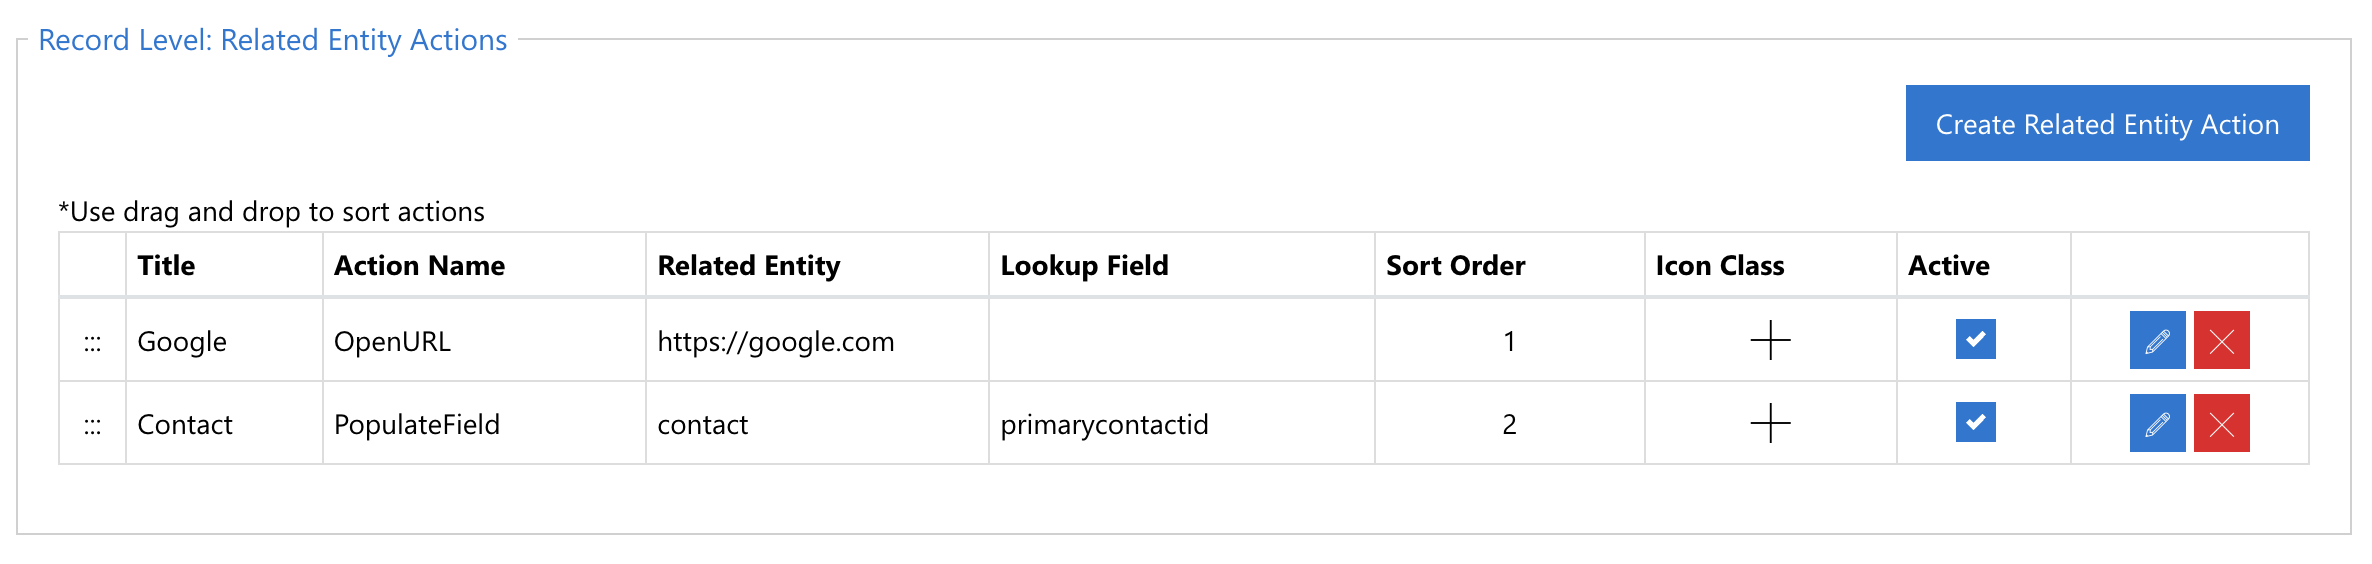 Record Level: Related Entity Actions
Create Related Entity Action
*Use drag and drop to sort actions
Title Action Name Related Entity Lookup Field Sort Order Icon Class Active
::: Google OpenURL https://google.com 1
::: Contact PopulateField contact primarycontactid 2